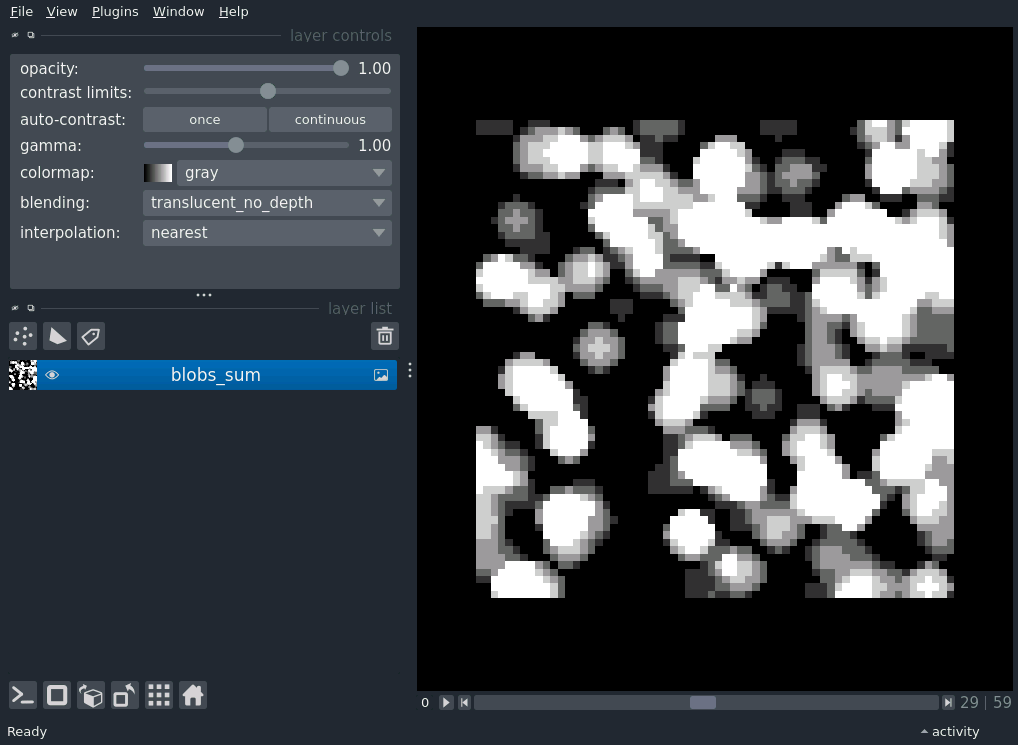 File View Plugins Window Help
layer controls
opacity: 1.00
contrast limits:
auto-contrast: once continuous
gamma: 1.00
colormap: gray
blending: translucent_no_depth
interpolation: nearest
layer list
blobs_sum
0 29 | 59
Ready activity